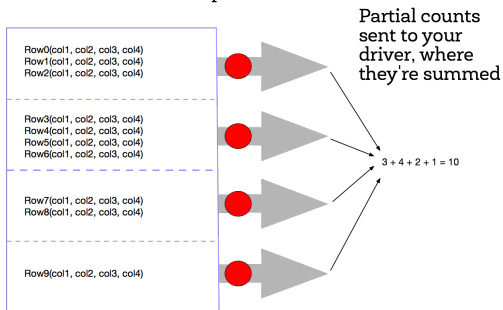 Partial counts
sent to your
driver, where
they're summed
Row0(col1, col2, col3, col4)
Row1(col1, col2, col3, col4)
Row2(col1, col2, col3, col4)
Row3(col1, col2, col3, col4)
Row4(col1, col2, col3, col4)
Row5(col1, col2, col3, col4)
Row6(col1, col2, col3, col4)
3 + 4 + 2 + 1 = 10
Row7(col1, col2, col3, col4)
Row8(col1, col2, col3, col4)
Row9(col1, col2, col3, col4)